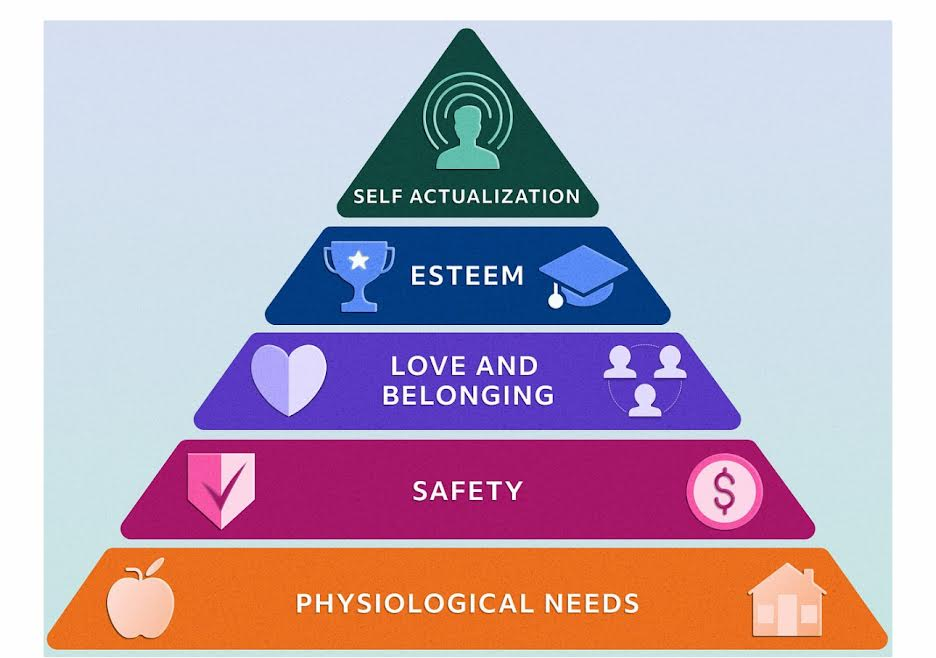 SELF ACTUALIZATION
ESTEEM
LOVE AND
BELONGING
SAFETY
$
PHYSIOLOGICAL NEEDS